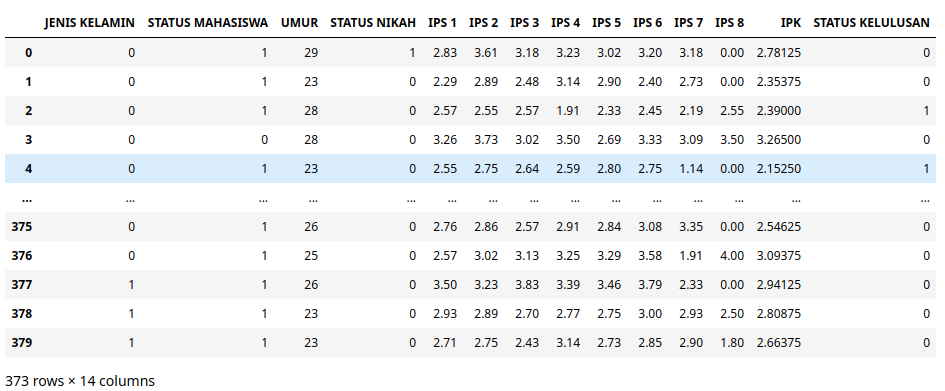 JENIS KELAMIN STATUS MAHASISWA UMUR STATUS NIKAH IPS 1 IPS 2 IPS 3 IPS 4 IPS 5 IPS 6 IPS 7 IPS 8 IPK STATUS KELULUSAN
0 0 1 29 1 2.83 3.61 3.18 3.23 3.02 3.20 3.18 0.00 2.78125 0
1 0 1 23 0 2.29 2.89 2.48 3.14 2.90 2.40 2.73 0.00 2.35375 0
2 0 1 28 0 2.57 2.55 2.57 1.91 2.33 2.45 2.19 2.55 2.39000 1
3 0 0 28 0 3.26 3.73 3.02 3.50 2.69 3.33 3.09 3.50 3.26500 0
4 0 1 23 0 2.55 2.75 2.64 2.59 2.80 2.75 1.14 0.00 2.15250 1
... ... ... ... ... ... ... ... ... ... ... ... ... ... ...
375 0 1 26 0 2.76 2.86 2.57 2.91 2.84 3.08 3.35 0.00 2.54625 0
376 0 1 25 0 2.57 3.02 3.13 3.25 3.29 3.58 1.91 4.00 3.09375 0
377 1 1 26 0 3.50 3.23 3.83 3.39 3.46 3.79 2.33 0.00 2.94125 0
378 1 1 23 0 2.93 2.89 2.70 2.77 2.75 3.00 2.93 2.50 2.80875 0
379 1 1 23 0 2.71 2.75 2.43 3.14 2.73 2.85 2.90 1.80 2.66375 0
373 rows × 14 columns